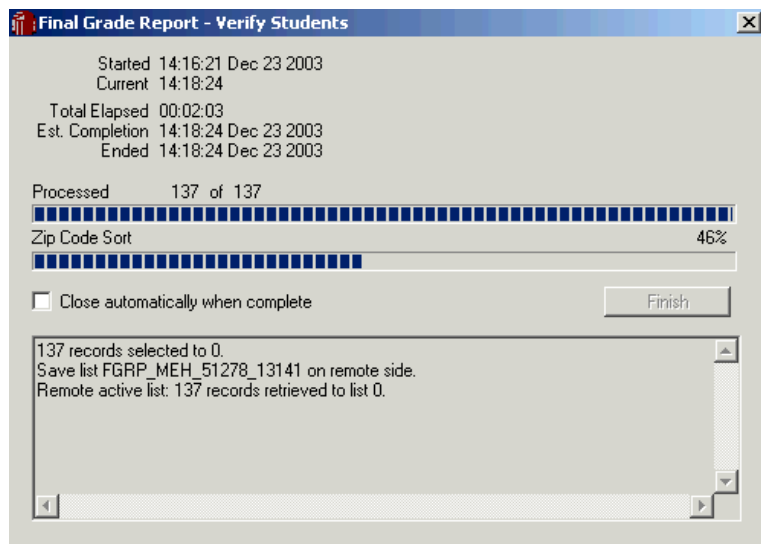 Final Grade Report - Verify Students
Started 14:16:21 Dec 23 2003
Current 14:18:24
Total Elapsed 00:02:03
Est. Completion 14:18:24 Dec 23 2003
Ended 14:18:24 Dec 23 2003
Processed 137 of 137
Zip Code Sort 46%
Close automatically when complete Finish
137 records selected to 0.
Save list FGRP_MEH_51278_13141 on remote side.
Remote active list: 137 records retrieved to list 0.